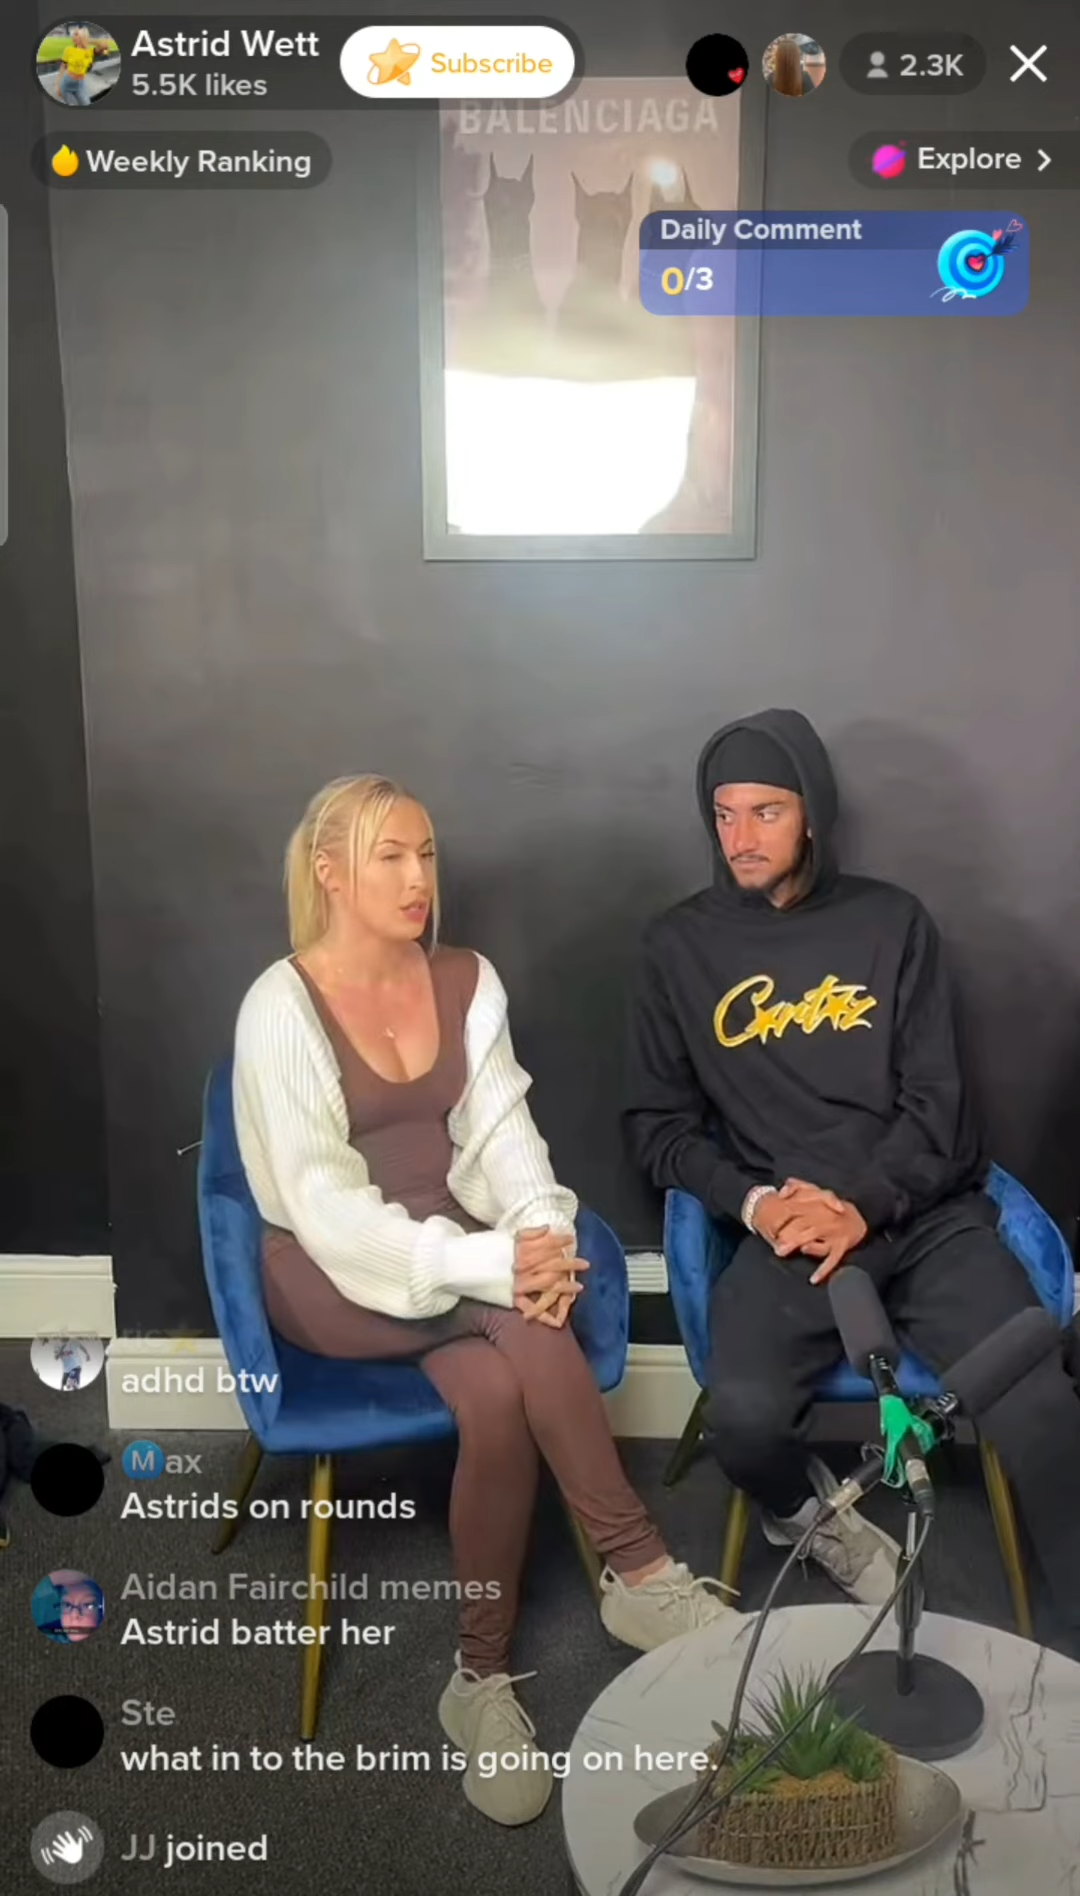 Astrid Wett
5.5K likes
Subscribe
2.3K
Weekly Ranking
Explore
BALENCIAGA
Daily Comment
0/3
Crtz
adhd btw
Max
Astrids on rounds
Aidan Fairchild memes
Astrid batter her
Ste
what in to the brim is going on here.
JJ joined